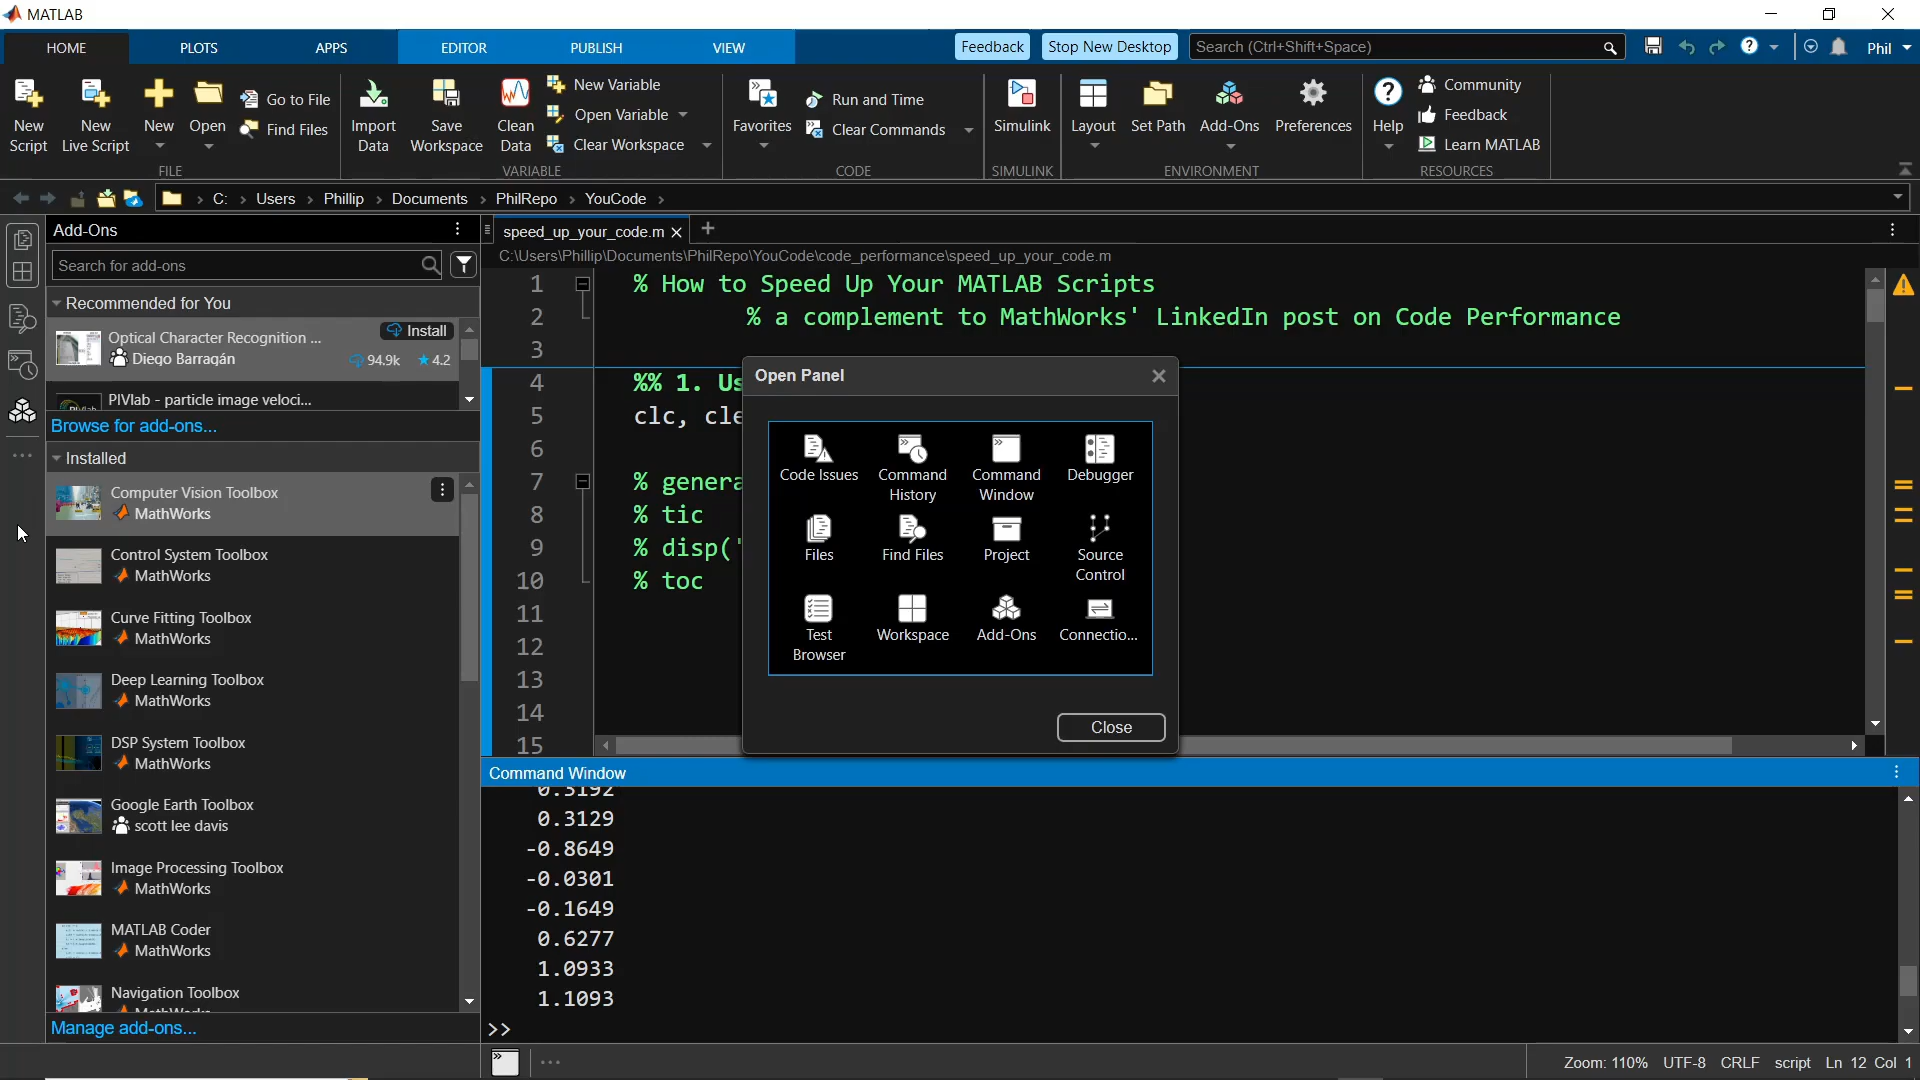 MATLAB
HOME PLOTS APPS EDITOR PUBLISH VIEW Feedback Stop New Desktop Search (Ctrl+Shift+Space) Phil
New Script
New Live Script
New
Open
Go to File
Find Files
FILE
Import Data
Save Workspace
Clean Data
New Variable
Open Variable
Clear Workspace
VARIABLE
Favorites
Run and Time
Clear Commands
CODE
Simulink
SIMULINK
Layout
Set Path
Add-Ons
Preferences
ENVIRONMENT
Help
Community
Feedback
Learn MATLAB
RESOURCES
C: Users Phillip Documents PhilRepo YouCode
Add-Ons
Search for add-ons
Recommended for You
Optical Character Recognition ... Install
Diego Barragán 94.9k 4.2
PIVlab - particle image veloci...
Browse for add-ons...
Installed
Computer Vision Toolbox
MathWorks
Control System Toolbox
MathWorks
Curve Fitting Toolbox
MathWorks
Deep Learning Toolbox
MathWorks
DSP System Toolbox
MathWorks
Google Earth Toolbox
scott lee davis
Image Processing Toolbox
MathWorks
MATLAB Coder
MathWorks
Navigation Toolbox
Manage add-ons...
speed_up_your_code.m
C:\Users\Phillip\Documents\PhilRepo\YouCode\code_performance\speed_up_your_code.m
1 % How to Speed Up Your MATLAB Scripts
2 % a complement to MathWorks' LinkedIn post on Code Performance
3
4 %% 1. Us
5 clc, cle
6
7 % genera
8 % tic
9 % disp('
10 % toc
11
12
13
14
15
Open Panel
Code Issues
Command History
Command Window
Debugger
Files
Find Files
Project
Source Control
Test Browser
Workspace
Add-Ons
Connectio...
Close
Command Window
0.3192
0.3129
-0.8649
-0.0301
-0.1649
0.6277
1.0933
1.1093
>>
Zoom: 110% UTF-8 CRLF script Ln 12 Col 1